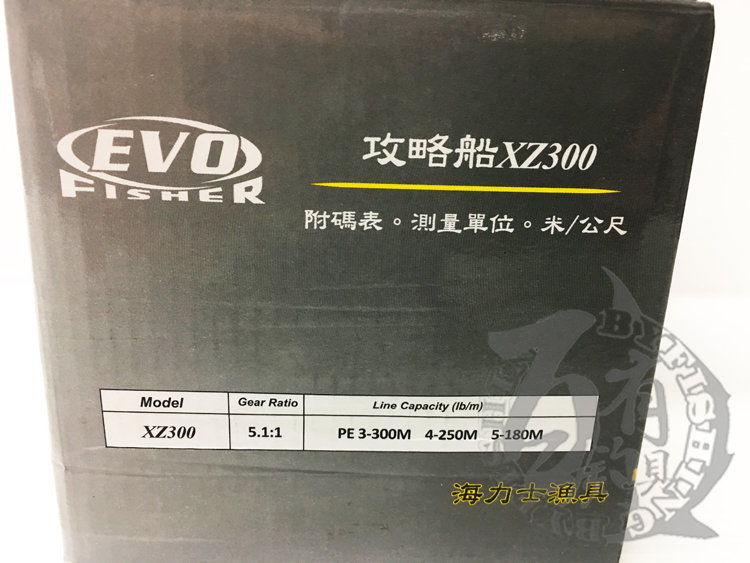 EVO
FISHER
攻略船XZ300
附碼表。測量單位。米/公尺
Model Gear Ratio Line Capacity (lb/m)
XZ300 5.1:1 PE 3-300M 4-250M 5-180M
海力士漁具